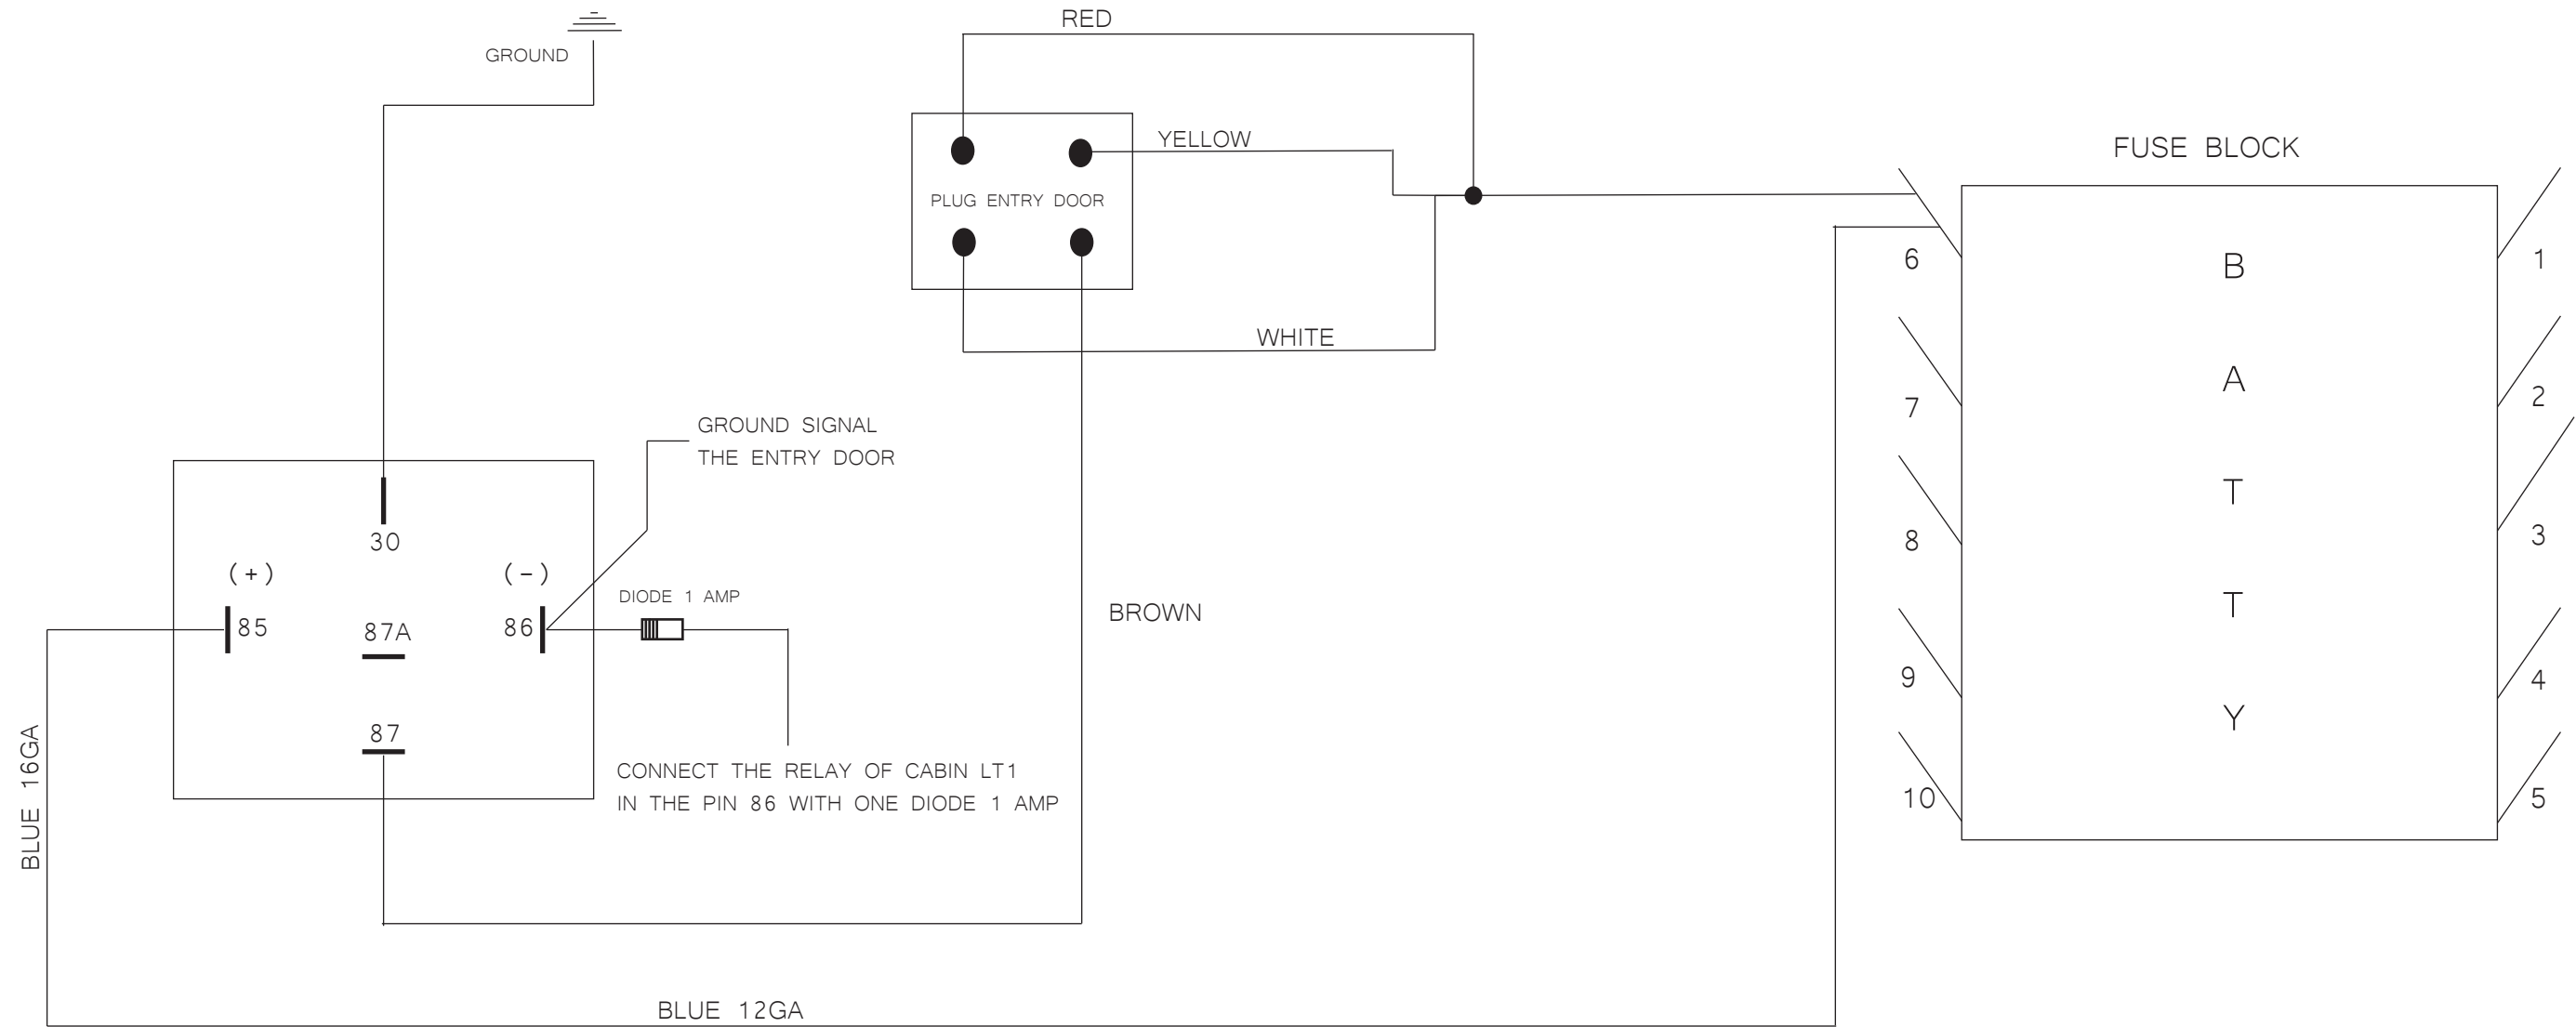 RED
GROUND
YELLOW
FUSE BLOCK
PLUG ENTRY DOOR
6
B
1
WHITE
A
2
7
GROUND SIGNAL
THE ENTRY DOOR
T
30
8
3
(+)
(-)
DIODE 1 AMP
BROWN
T
85
87A
86
9
4
Y
87
BLUE 16GA
CONNECT THE RELAY OF CABIN LT1
IN THE PIN 86 WITH ONE DIODE 1 AMP
10
5
BLUE 12GA